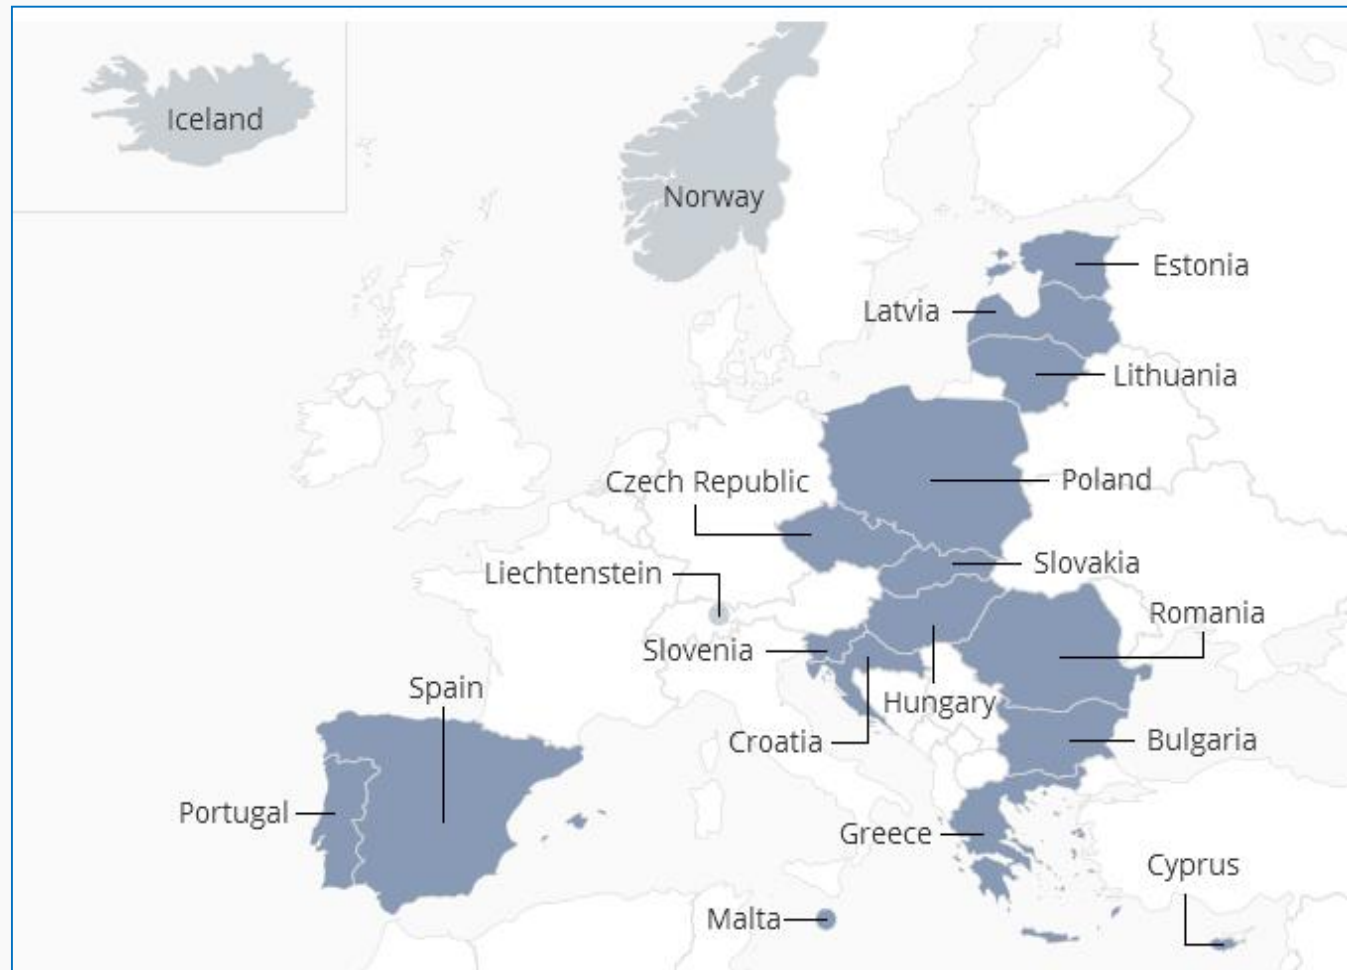 Iceland
Norway
Estonia
Latvia
Lithuania
Czech Republic
Poland
Slovakia
Liechtenstein
Romania
Slovenia
Spain
Hungary
Croatia
Bulgaria
Portugal
Greece
Cyprus
Malta